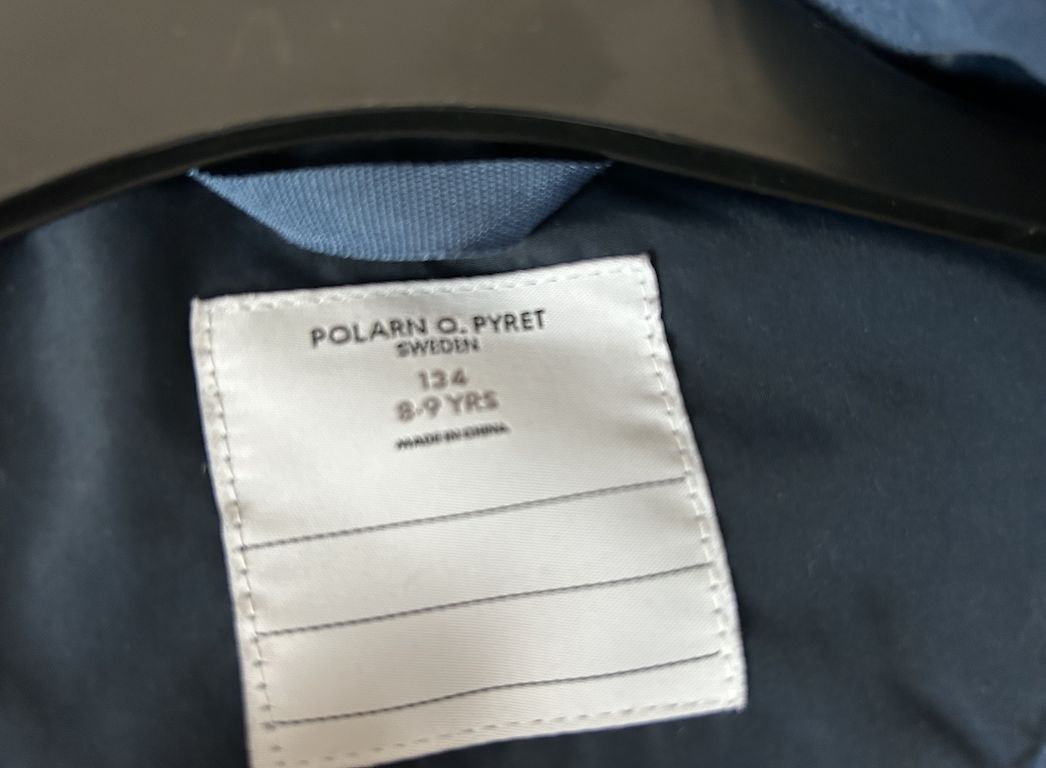 POLARN O. PYRET
SWEDEN
134
8-9 YRS
MADE IN CHINA